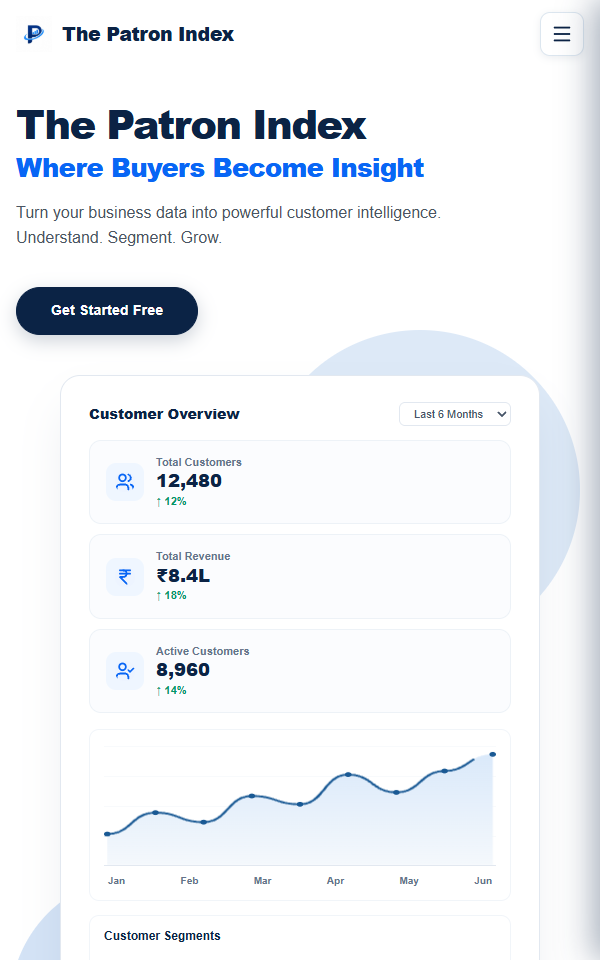 The Patron Index
The Patron Index
Where Buyers Become Insight
Turn your business data into powerful customer intelligence.
Understand. Segment. Grow.
Get Started Free
Customer Overview
Last 6 Months
Total Customers
12,480
↑ 12%
Total Revenue
₹8.4L
↑ 18%
Active Customers
8,960
↑ 14%
Jan Feb Mar Apr May Jun
Customer Segments